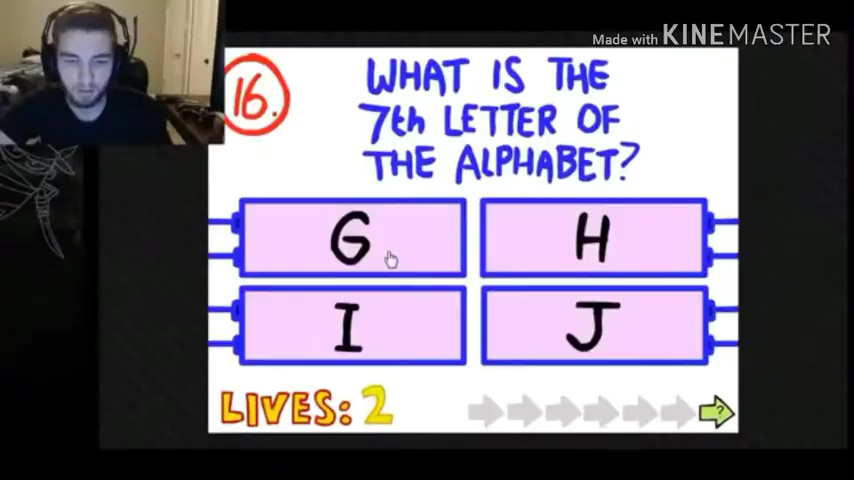 Made with KINEMASTER
16.
WHAT IS THE
7th LETTER OF
THE ALPHABET?
G
H
I
J
LIVES: 2
?